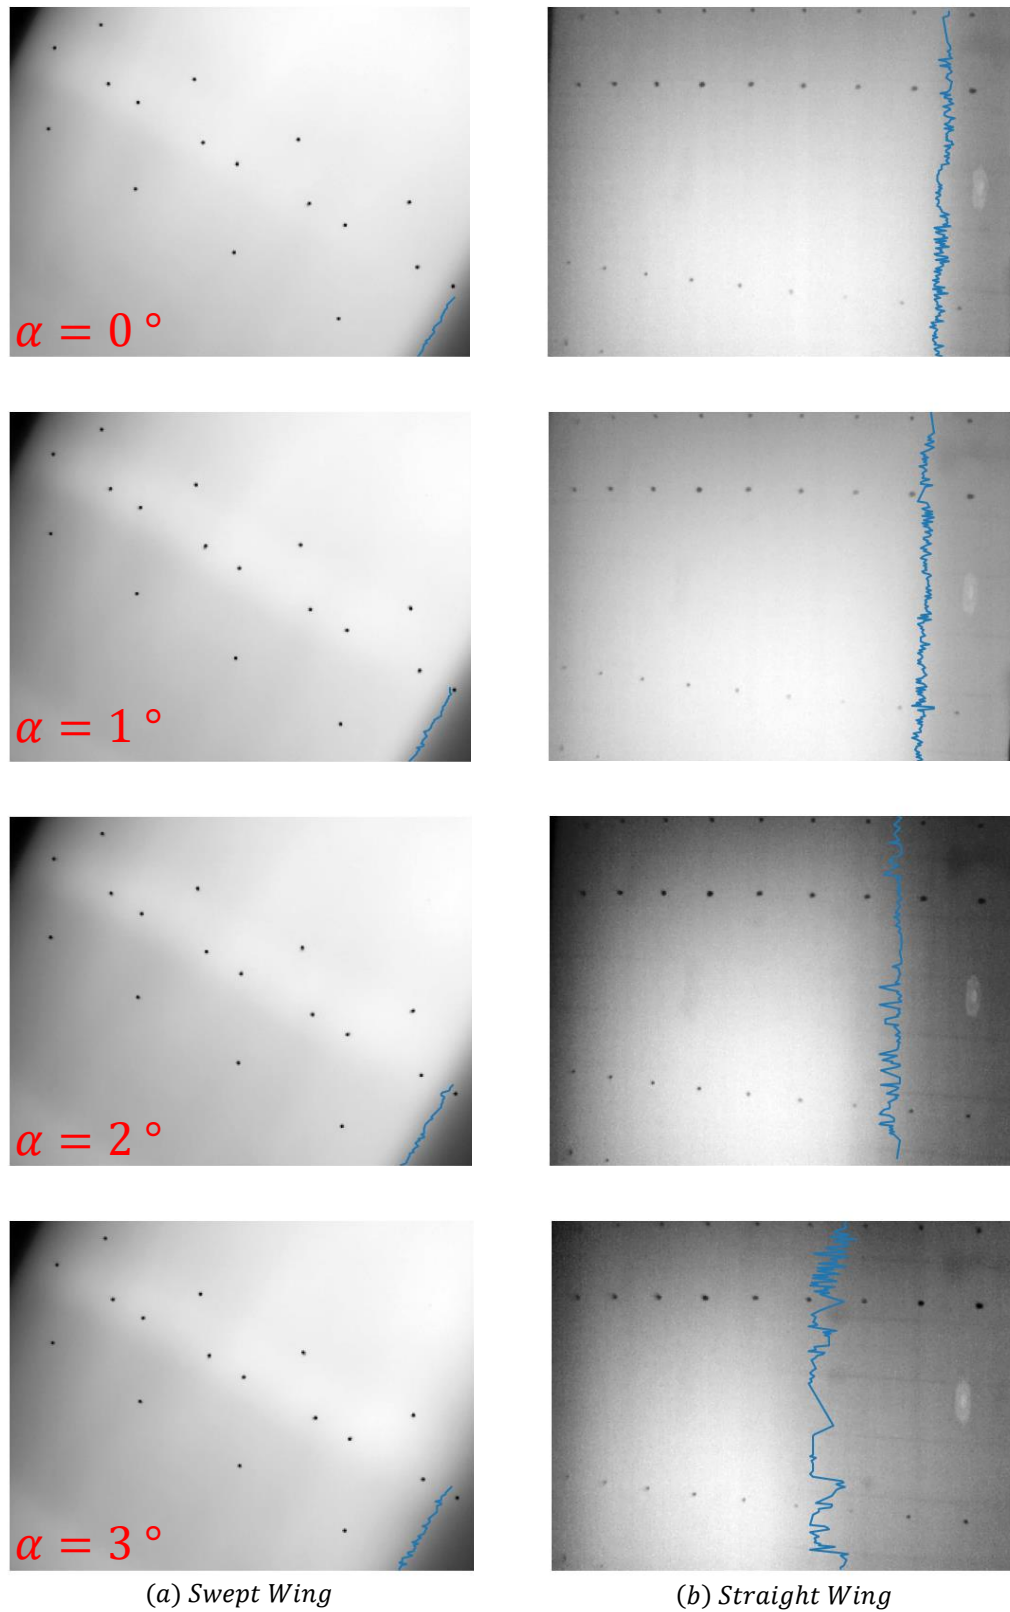 α = 0 °
α = 1 °
α = 2 °
α = 3 °
(a) Swept Wing
(b) Straight Wing